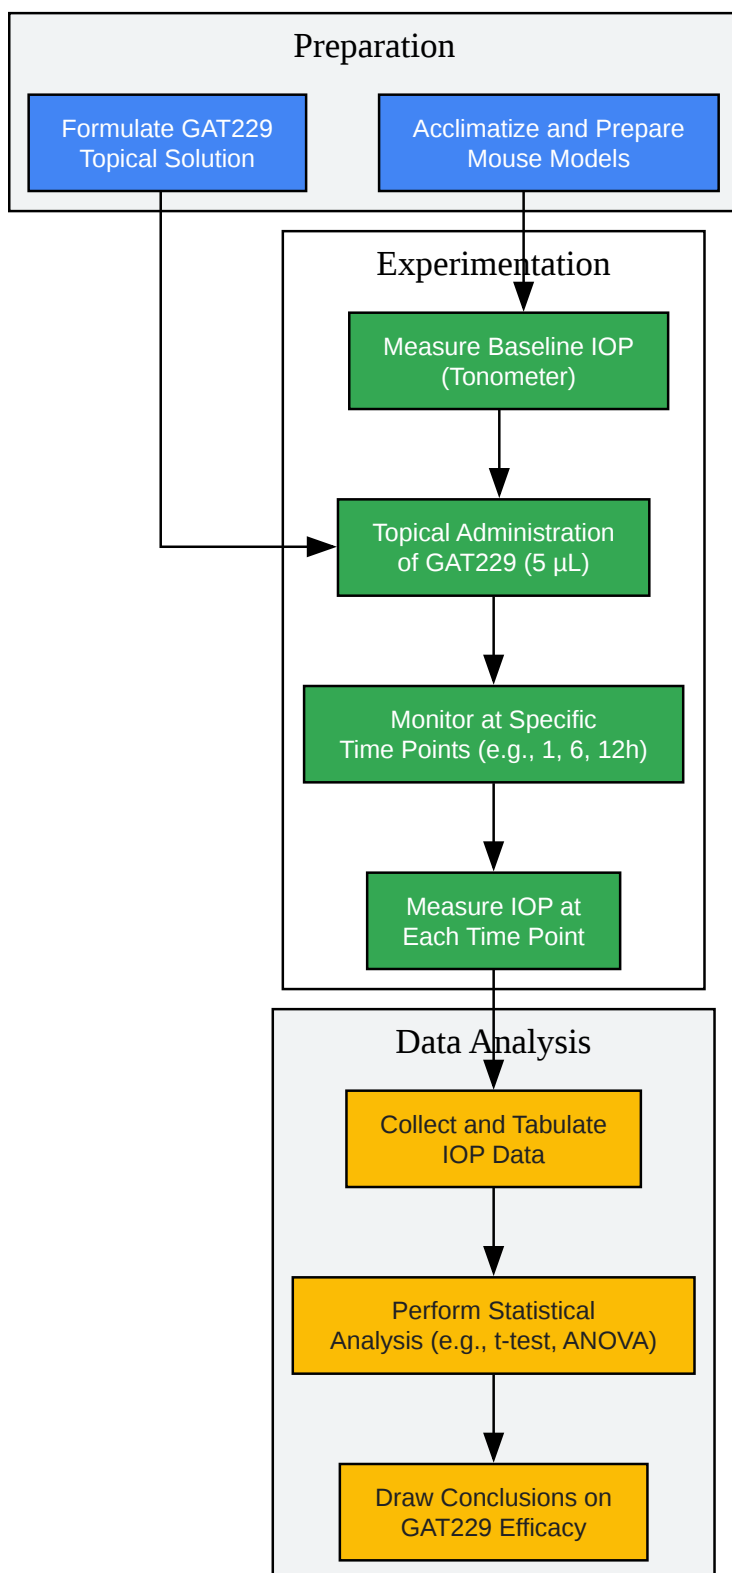 Preparation
Formulate GAT229
Topical Solution
Acclimatize and Prepare
Mouse Models
Experimentation
Measure Baseline IOP
(Tonometer)
Topical Administration
of GAT229 (5 µL)
Monitor at Specific
Time Points (e.g., 1, 6, 12h)
Measure IOP at
Each Time Point
Data Analysis
Collect and Tabulate
IOP Data
Perform Statistical
Analysis (e.g., t-test, ANOVA)
Draw Conclusions on
GAT229 Efficacy